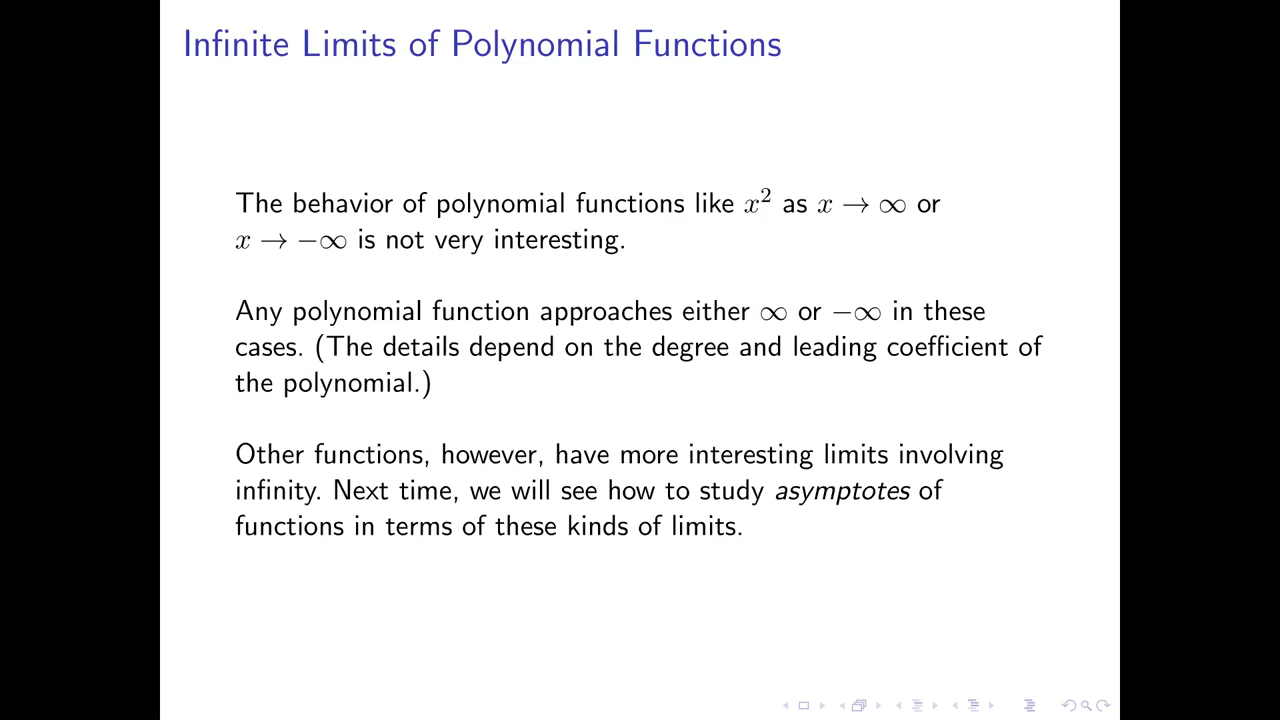 Infinite Limits of Polynomial Functions
The behavior of polynomial functions like x² as x → ∞ or
x → −∞ is not very interesting.
Any polynomial function approaches either ∞ or −∞ in these
cases. (The details depend on the degree and leading coefficient of
the polynomial.)
Other functions, however, have more interesting limits involving
infinity. Next time, we will see how to study asymptotes of
functions in terms of these kinds of limits.